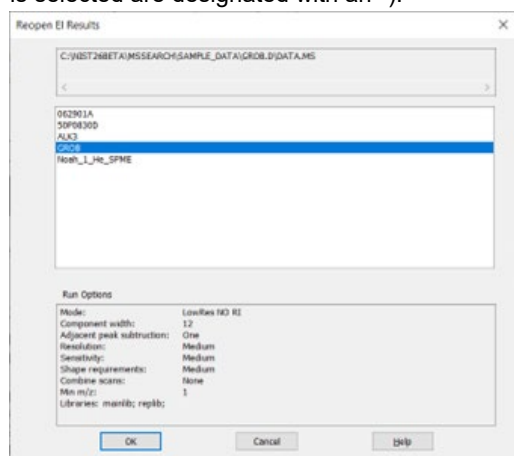 is selected are designated with an *).
Reopen EI Results
C:\NIST26BETA\MSSEARCH\SAMPLE_DATA\GROB.D\DATA.MS
062901A
50P0830D
ALK3
GROB
Noah_1_He_SPME
Run Options
Mode: LowRes NO RI
Component width: 12
Adjacent peak subtraction: One
Resolution: Medium
Sensitivity: Medium
Shape requirements: Medium
Combine scans: None
Min m/z: 1
Libraries: mainlib; replib;
OK Cancel Help